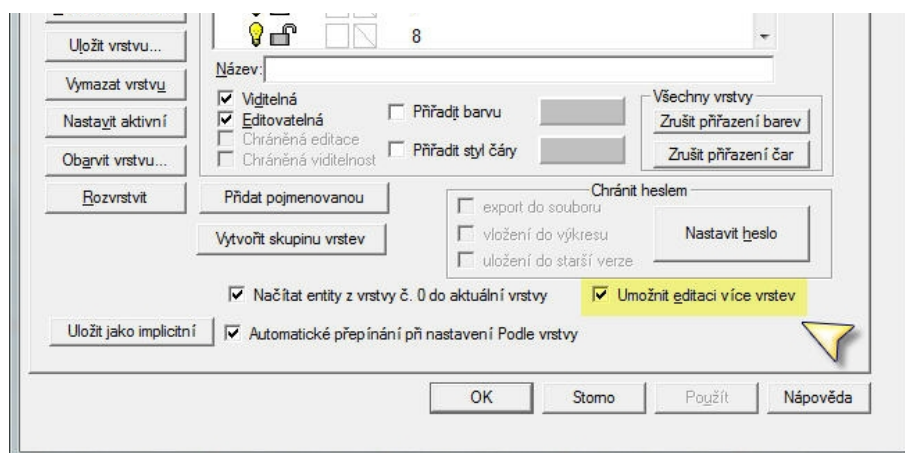 8
Uložit vrstvu...
Název:
Vymazat vrstvu
Viditelná
Editovatelná
Chráněná editace
Chráněná viditelnost
Přiřadit barvu
Přiřadit styl čáry
Všechny vrstvy
Zrušit přiřazení barev
Zrušit přiřazení čar
Nastavit aktivní
Obarvit vrstvu...
Rozvrstvit
Přidat pojmenovanou
Vytvořit skupinu vrstev
Chránit heslem
export do souboru
vložení do výkresu
uložení do starší verze
Nastavit heslo
Načítat entity z vrstvy č. 0 do aktuální vrstvy
Umožnit editaci více vrstev
Uložit jako implicitní
Automatické přepínání při nastavení Podle vrstvy
OK
Storno
Použít
Nápověda